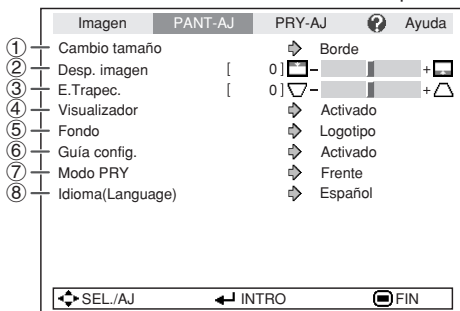 Imagen PANT-AJ PRY-AJ ? Ayuda
① Cambio tamaño Borde
② Desp. imagen [ 0 ] – +
③ E.Trapec. [ 0 ] – +
④ Visualizador Activado
⑤ Fondo Logotipo
⑥ Guía config. Activado
⑦ Modo PRY Frente
⑧ Idioma(Language) Español
SEL./AJ INTRO FIN